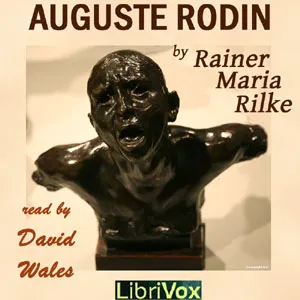 AUGUSTE RODIN
by Rainer
Maria
Rilke
read by
David
Wales
LibriVox